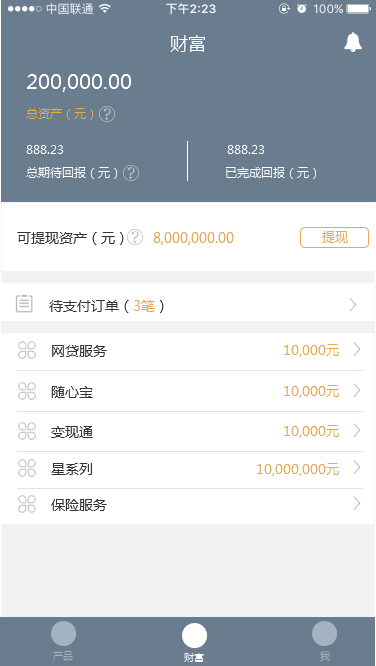 中国联通 下午2:23 100%
财富
200,000.00
总资产（元）?
888.23 888.23
总期待回报（元）? 已完成回报（元）
可提现资产（元）? 8,000,000.00 提现
待支付订单（3笔）
网贷服务 10,000元
随心宝 10,000元
变现通 10,000元
星系列 10,000,000元
保险服务
产品 财富 我